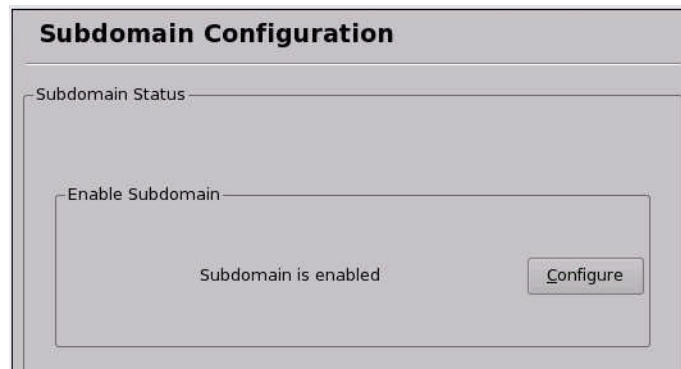 Subdomain Configuration
Subdomain Status
Enable Subdomain
Subdomain is enabled
Configure